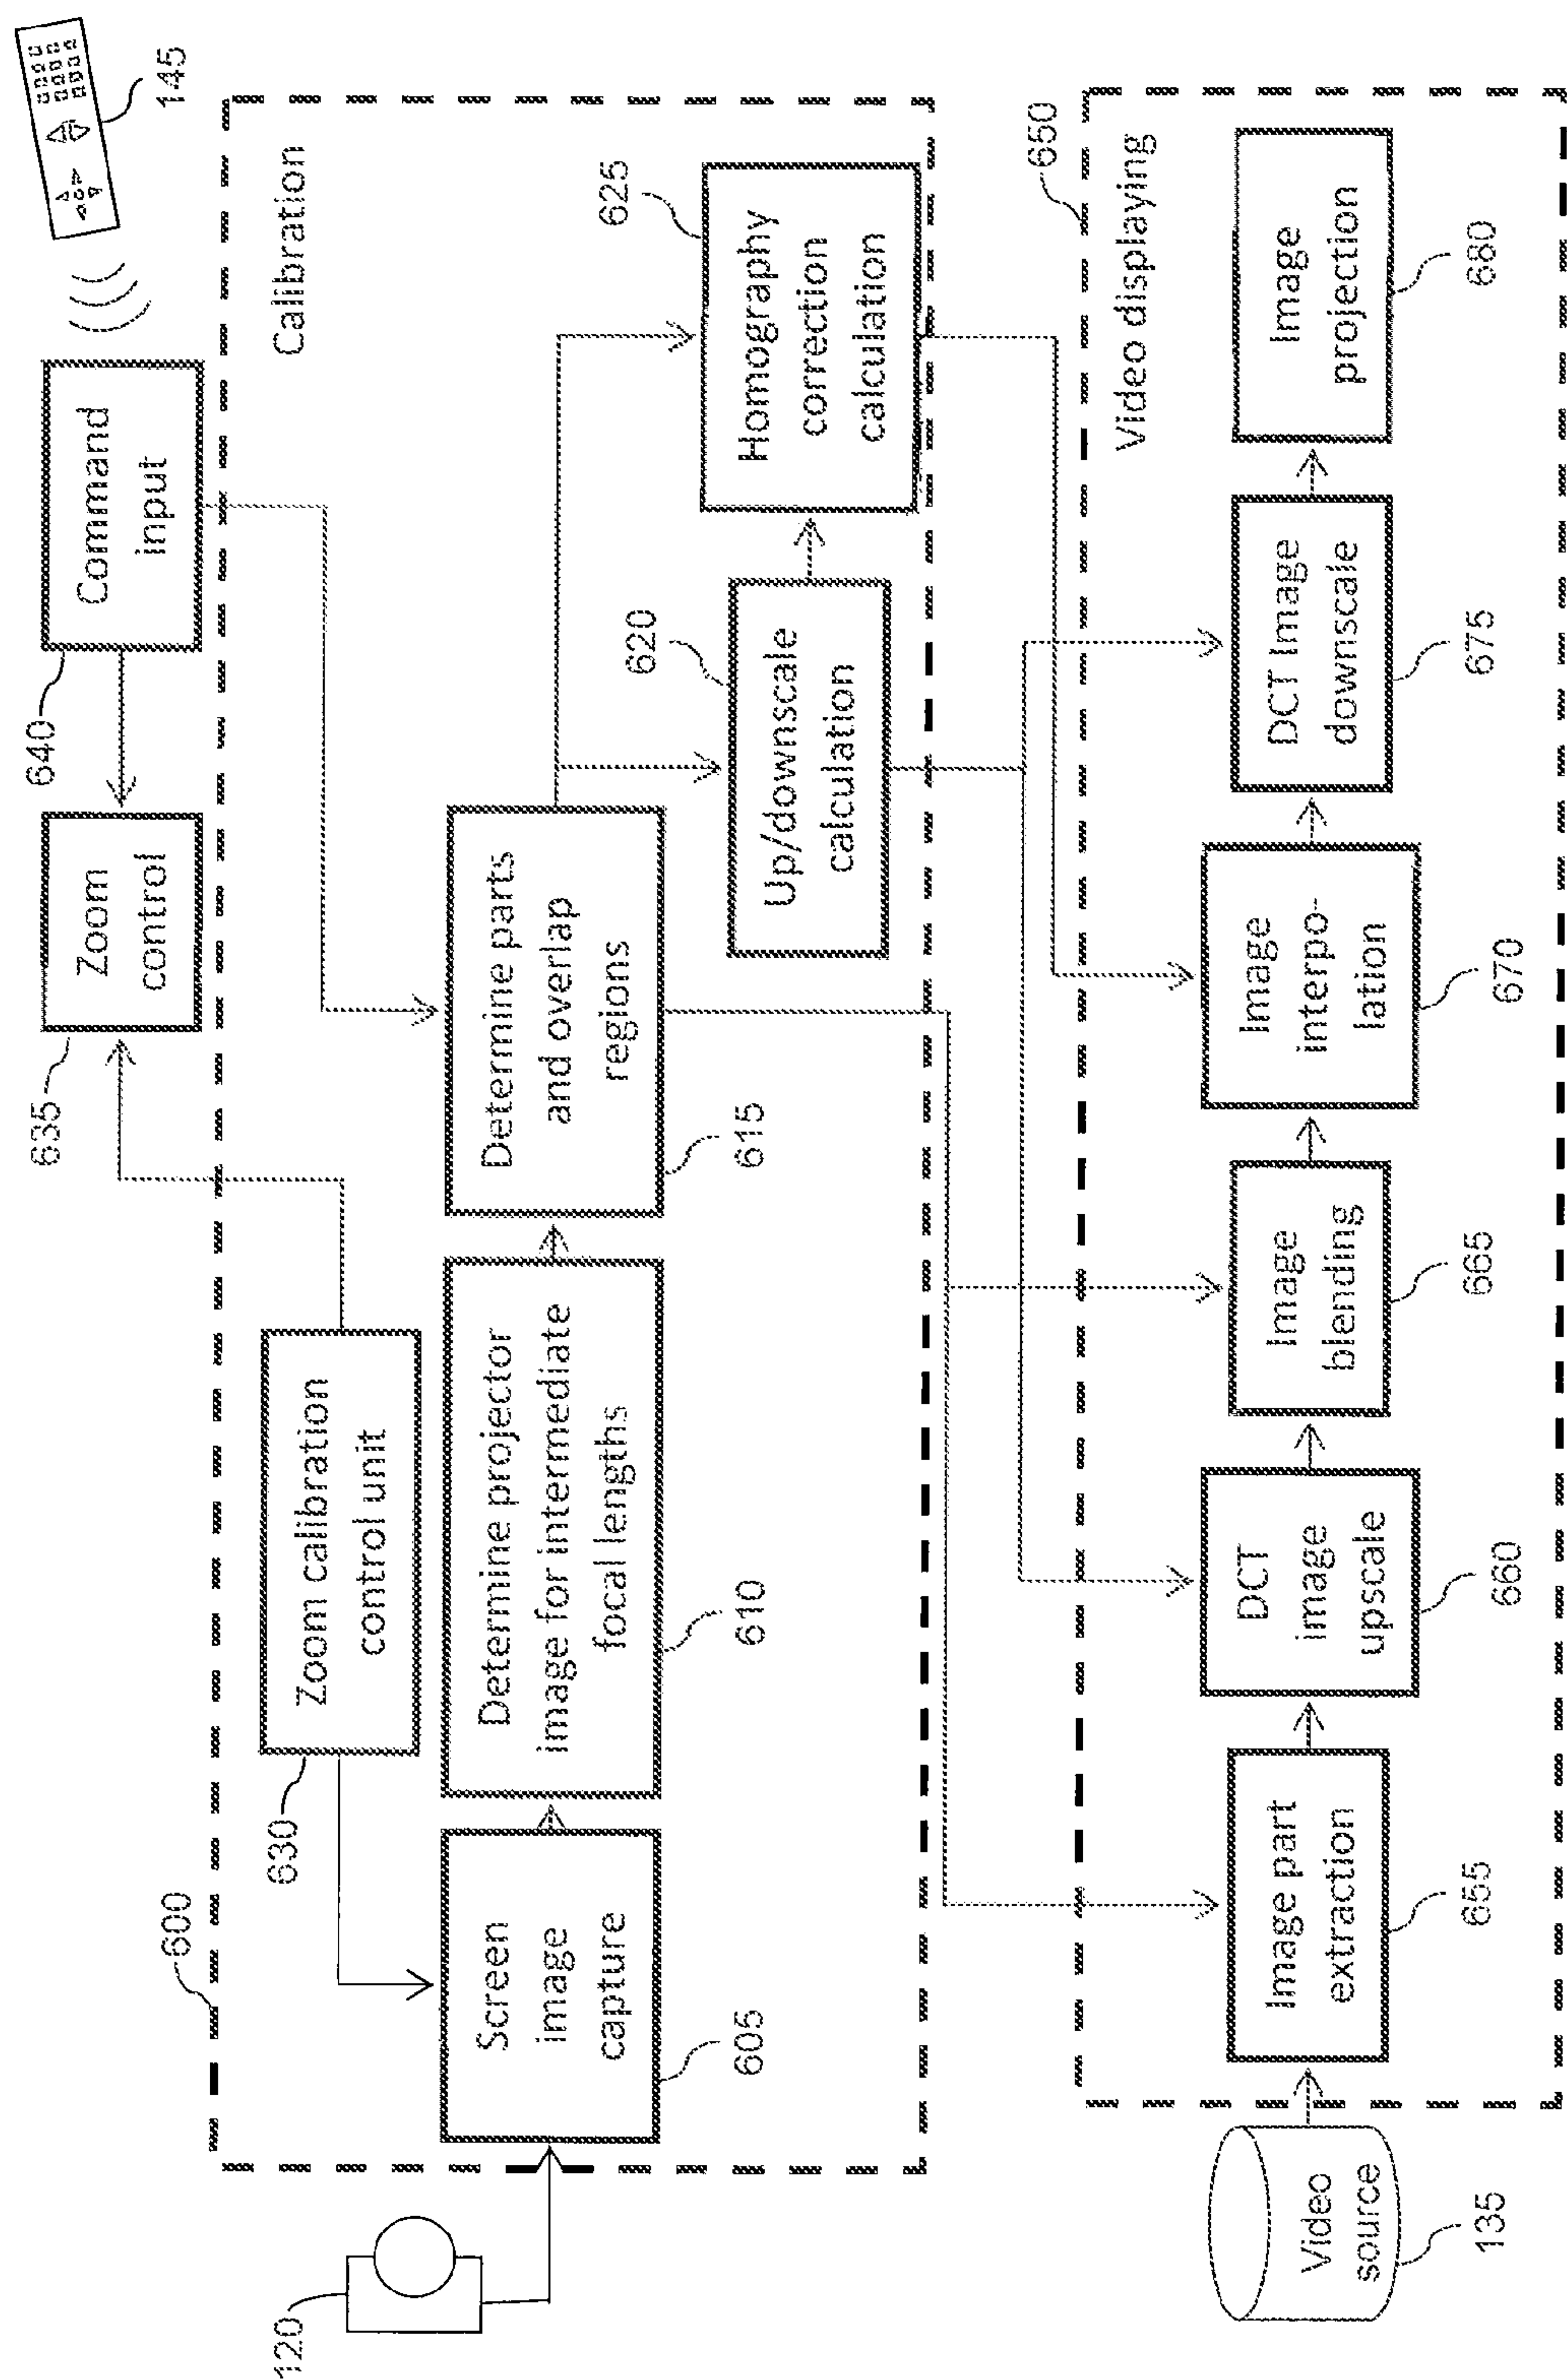 145
640
Command
input
635
Zoom
control
600
Calibration
630
Zoom calibration
control unit
120
Screen
image
capture
605
Determine projector
image for intermediate
focal lengths
610
Determine parts
and overlap
regions
615
620
Up/downscale
calculation
625
Homography
correction
calculation
650
Video displaying
Video
source
135
Image part
extraction
655
DCT
image
upscale
660
Image
blending
665
Image
interpo-
lation
670
DCT Image
downscale
675
Image
projection
680